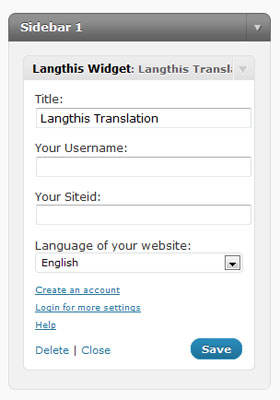 Sidebar 1
Langthis Widget: Langthis Transl
Title:
Langthis Translation
Your Username:
Your Siteid:
Language of your website:
English
Create an account
Login for more settings
Help
Delete | Close
Save